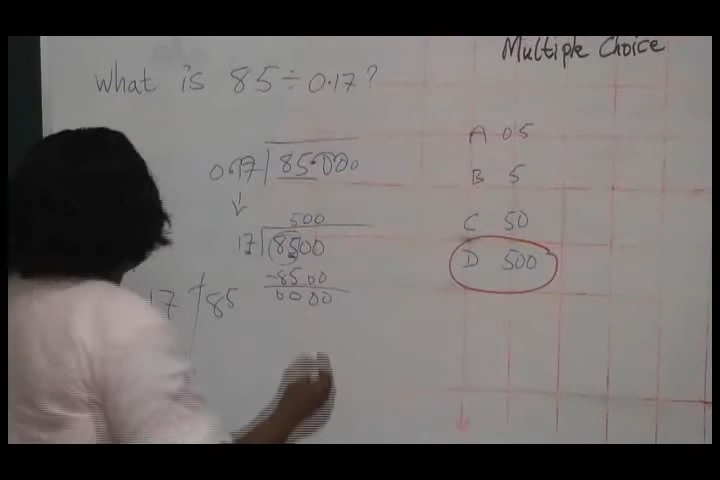 Multiple Choice
What is 85 ÷ 0.17?
0.17 85.000
A 0.5
B 5
C 50
D 500
500
17 8500
-8500
0000
17 85